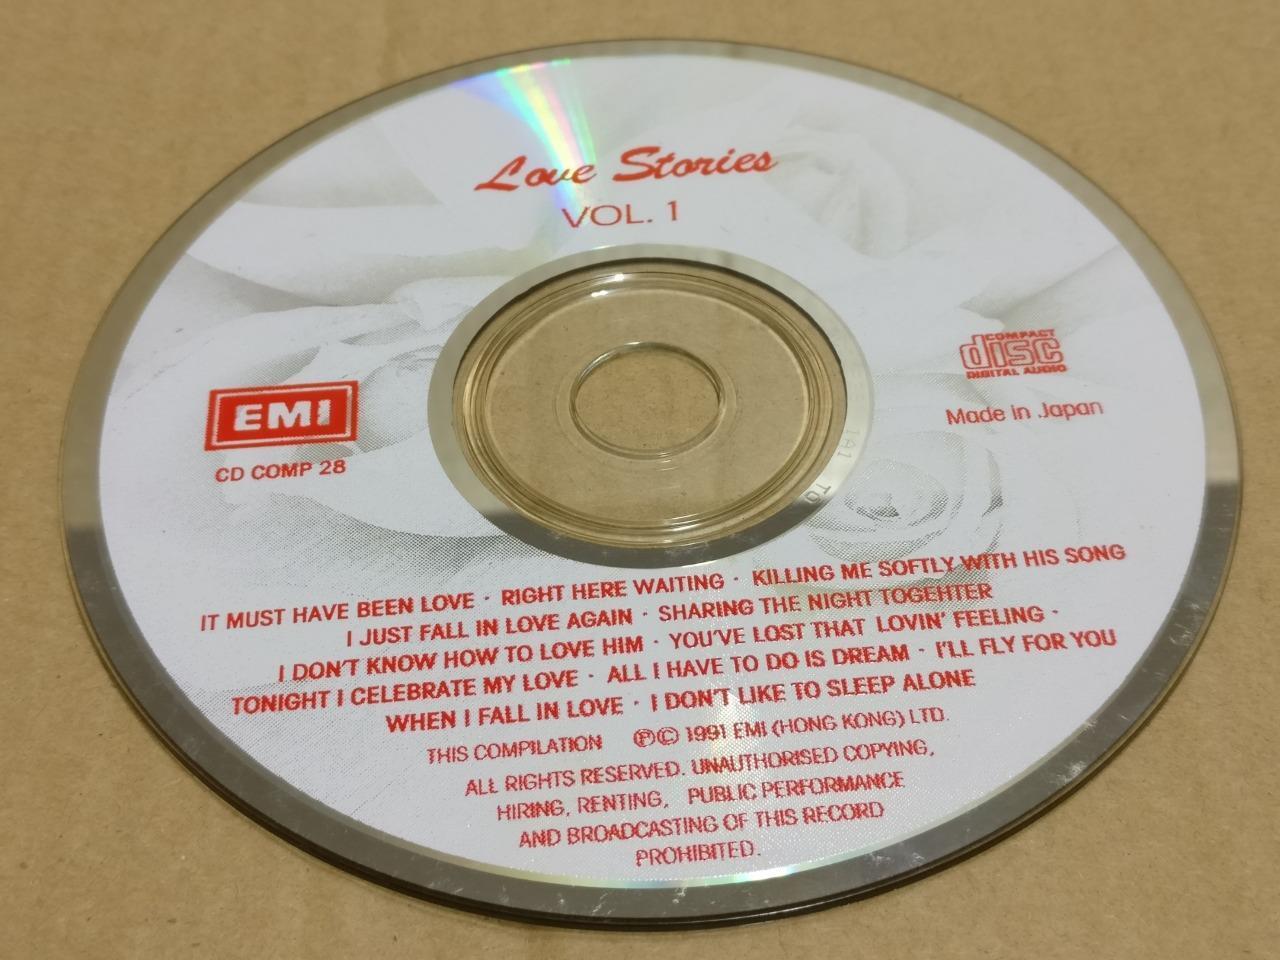 Love Stories
VOL. 1
COMPACT
disc
DIGITAL AUDIO
Made in Japan
EMI
CD COMP 28
1A1 TO
IT MUST HAVE BEEN LOVE · RIGHT HERE WAITING · KILLING ME SOFTLY WITH HIS SONG
I JUST FALL IN LOVE AGAIN · SHARING THE NIGHT TOGEHTER
I DON'T KNOW HOW TO LOVE HIM · YOU'VE LOST THAT LOVIN' FEELING ·
TONIGHT I CELEBRATE MY LOVE · ALL I HAVE TO DO IS DREAM · I'LL FLY FOR YOU
WHEN I FALL IN LOVE · I DON'T LIKE TO SLEEP ALONE
THIS COMPILATION ℗© 1991 EMI (HONG KONG) LTD.
ALL RIGHTS RESERVED. UNAUTHORISED COPYING,
HIRING, RENTING, PUBLIC PERFORMANCE
AND BROADCASTING OF THIS RECORD
PROHIBITED.